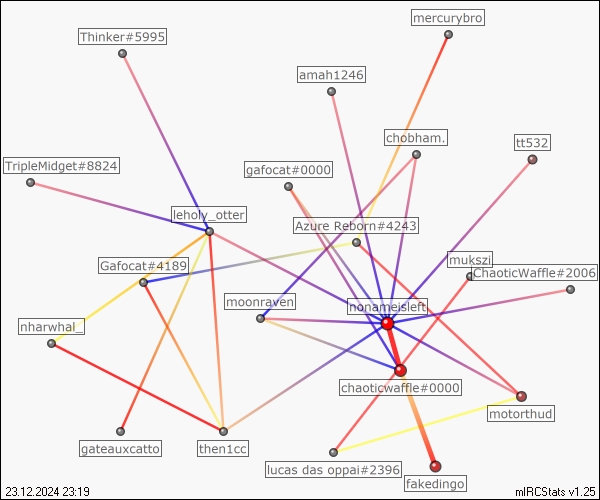 mercurybro
Thinker#5995
amah1246
chobham.
tt532
TripleMidget#8824
gafocat#0000
leholy_otter
Azure Reborn#4243
mukszi
Gafocat#4189
ChaoticWaffle#2006
moonraven
nonameisleft
nharwhal_
chaoticwaffle#0000
motorthud
gateauxcatto
then1cc
lucas das oppai#2396
fakedingo
23.12.2024 23:19
mIRCStats v1.25